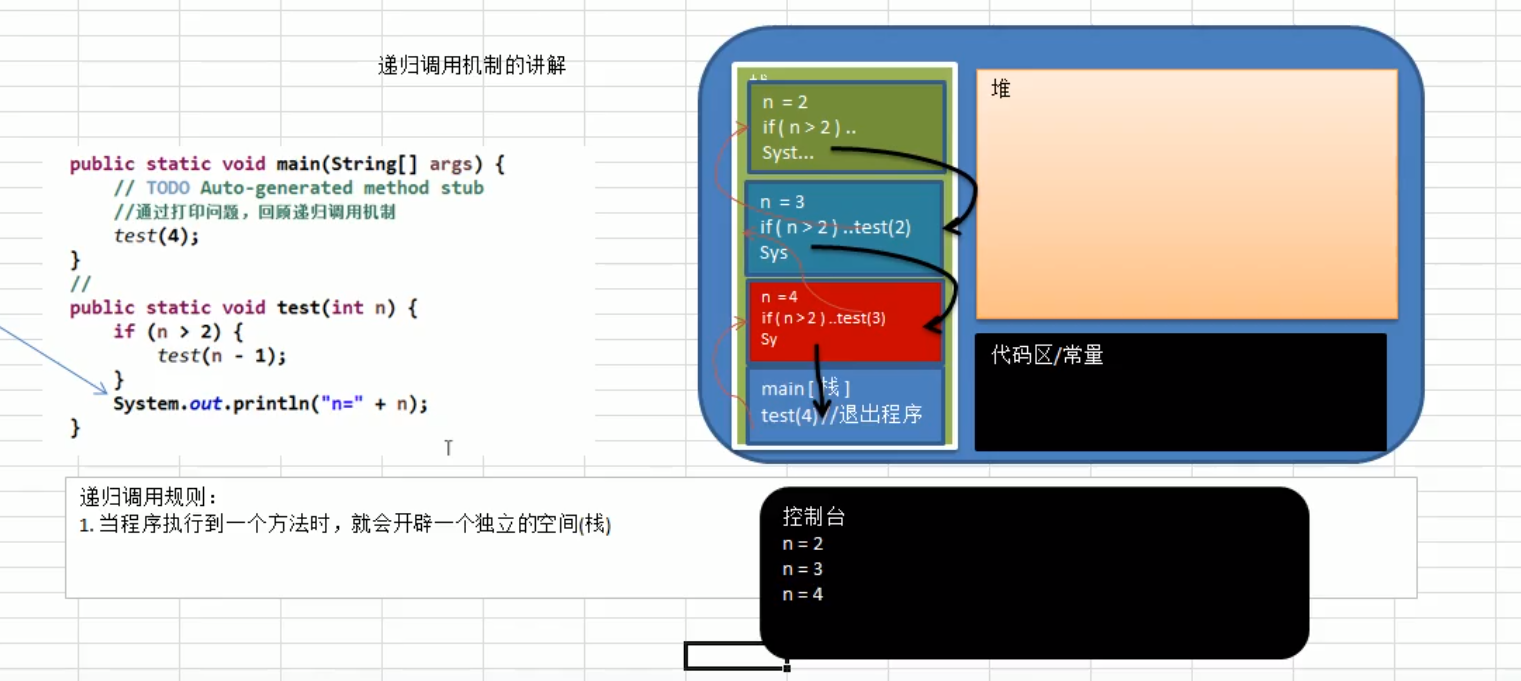 递归调用机制的讲解
public static void main(String[] args) {
// TODO Auto-generated method stub
//通过打印问题，回顾递归调用机制
test(4);
}
//
public static void test(int n) {
if (n > 2) {
test(n - 1);
}
System.out.println("n=" + n);
}
n = 2
if ( n > 2 ) ..
Syst...
n = 3
if ( n > 2 ) ..test(2)
Sys
n =4
if ( n >2 ) ..test(3)
Sy
main [ 栈 ]
test(4) //退出程序
堆
代码区/常量
递归调用规则：
1. 当程序执行到一个方法时，就会开辟一个独立的空间(栈)
控制台
n = 2
n = 3
n = 4